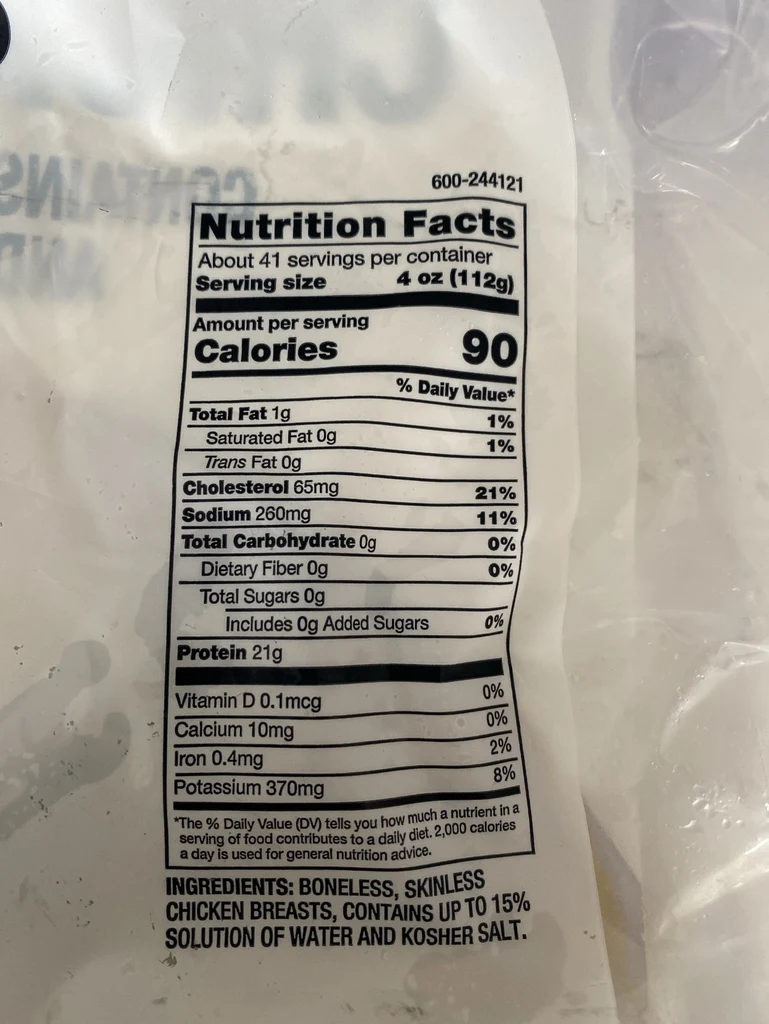 600-244121
Nutrition Facts
About 41 servings per container
Serving size 4 oz (112g)
Amount per serving
Calories 90
% Daily Value*
Total Fat 1g 1%
Saturated Fat 0g 1%
Trans Fat 0g
Cholesterol 65mg 21%
Sodium 260mg 11%
Total Carbohydrate 0g 0%
Dietary Fiber 0g 0%
Total Sugars 0g
Includes 0g Added Sugars 0%
Protein 21g
Vitamin D 0.1mcg 0%
Calcium 10mg 0%
Iron 0.4mg 2%
Potassium 370mg 8%
*The % Daily Value (DV) tells you how much a nutrient in a
serving of food contributes to a daily diet. 2,000 calories
a day is used for general nutrition advice.
INGREDIENTS: BONELESS, SKINLESS
CHICKEN BREASTS, CONTAINS UP TO 15%
SOLUTION OF WATER AND KOSHER SALT.
CONTAINS
AND